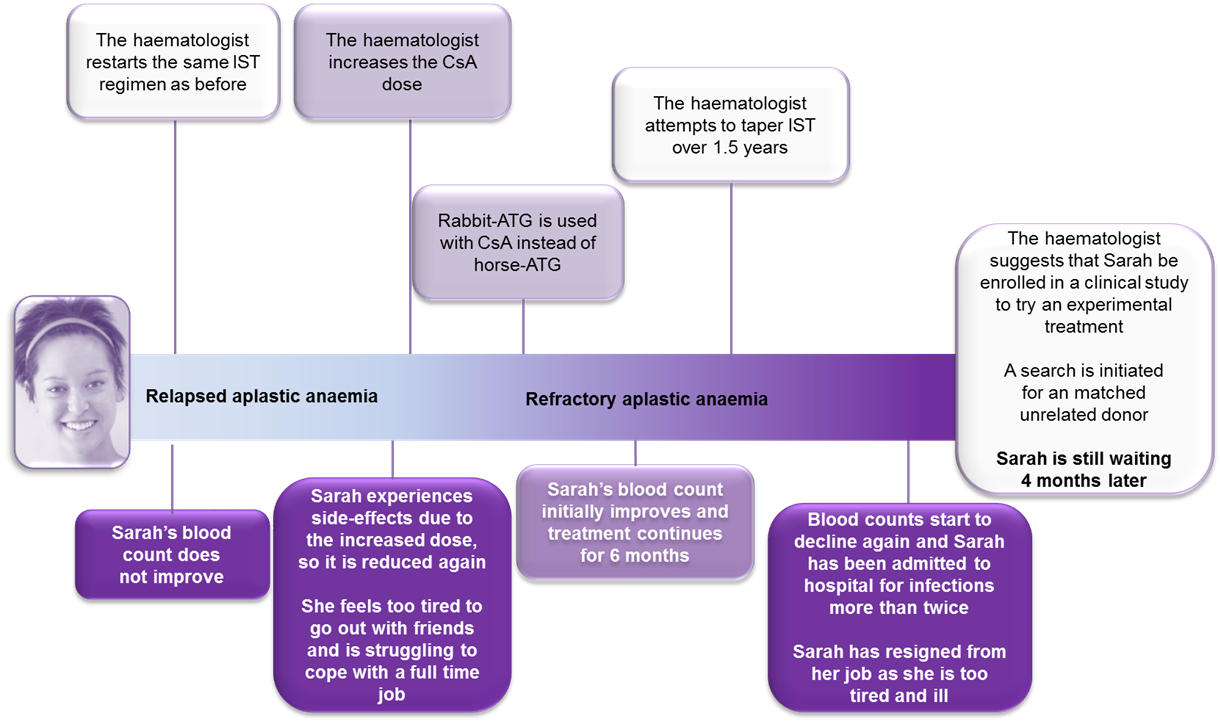 The haematologist
restarts the same IST
regimen as before
The haematologist
increases the CsA
dose
The haematologist
attempts to taper IST
over 1.5 years
Rabbit-ATG is used
with CsA instead of
horse-ATG
The haematologist
suggests that Sarah be
enrolled in a clinical study
to try an experimental
treatment
A search is initiated
for an matched
unrelated donor
Sarah is still waiting
4 months later
Relapsed aplastic anaemia
Refractory aplastic anaemia
Sarah’s blood
count does
not improve
Sarah experiences
side-effects due to
the increased dose,
so it is reduced again
She feels too tired to
go out with friends
and is struggling to
cope with a full time
job
Sarah’s blood count
initially improves and
treatment continues
for 6 months
Blood counts start to
decline again and Sarah
has been admitted to
hospital for infections
more than twice
Sarah has resigned from
her job as she is too
tired and ill